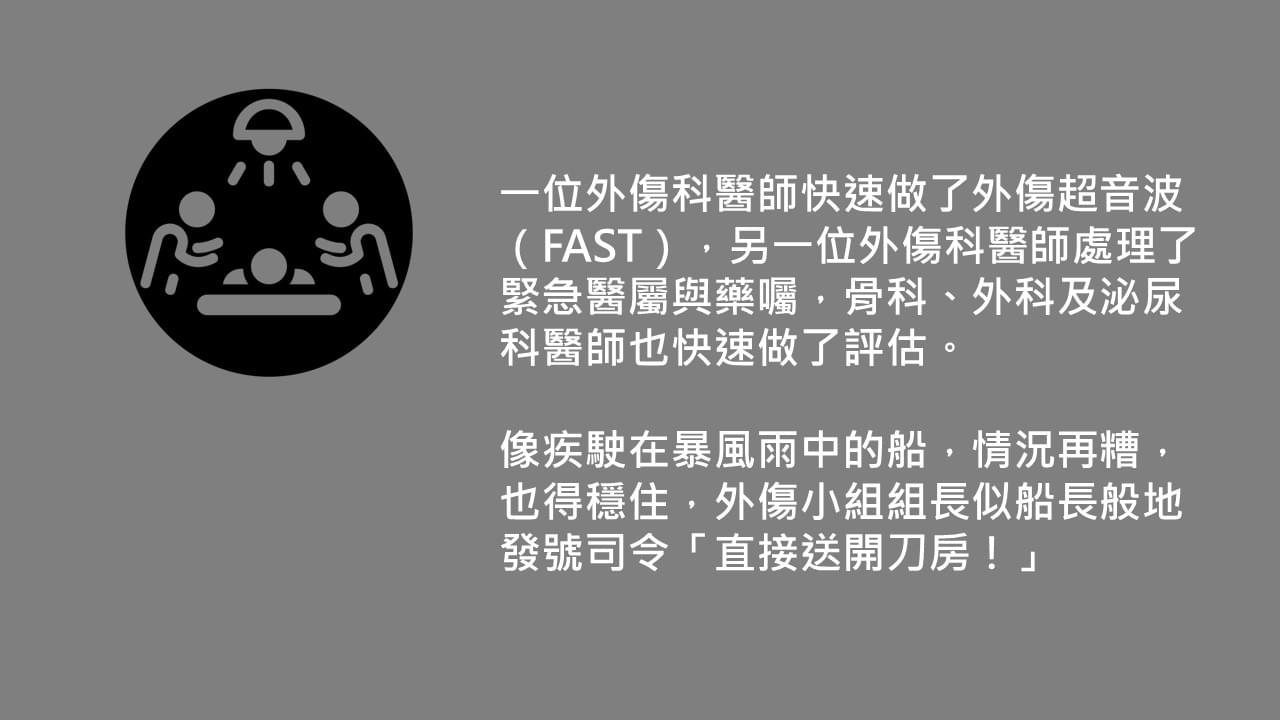 一位外傷科醫師快速做了外傷超音波
（FAST），另一位外傷科醫師處理了
緊急醫屬與藥囑，骨科、外科及泌尿
科醫師也快速做了評估。
像疾駛在暴風雨中的船，情況再糟，
也得穩住，外傷小組組長似船長般地
發號司令「直接送開刀房！」